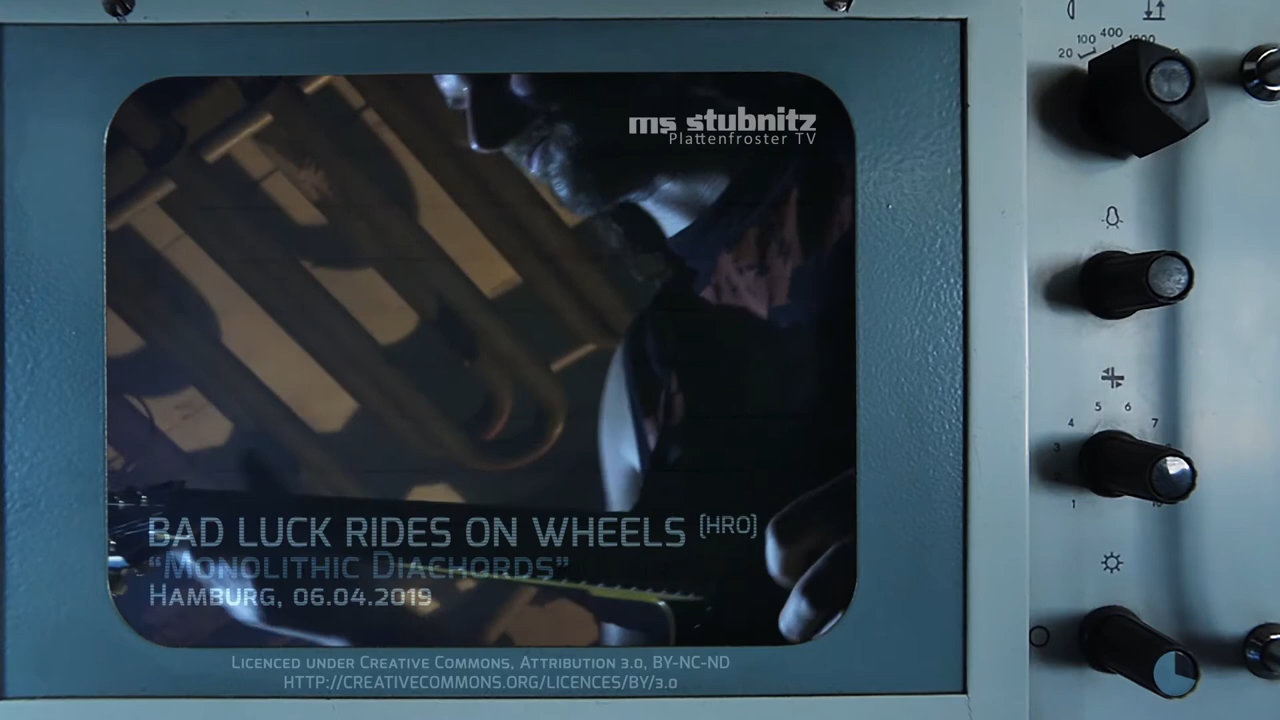 20 100 400 1000
ms stubnitz
Plattenfroster TV
5 6
4 7
3
1 10
BAD LUCK RIDES ON WHEELS [HRO]
“MONOLITHIC DIACHORDS”
HAMBURG, 06.04.2019
LICENCED UNDER CREATIVE COMMONS, ATTRIBUTION 3.0, BY-NC-ND
HTTP://CREATIVECOMMONS.ORG/LICENCES/BY/3.0